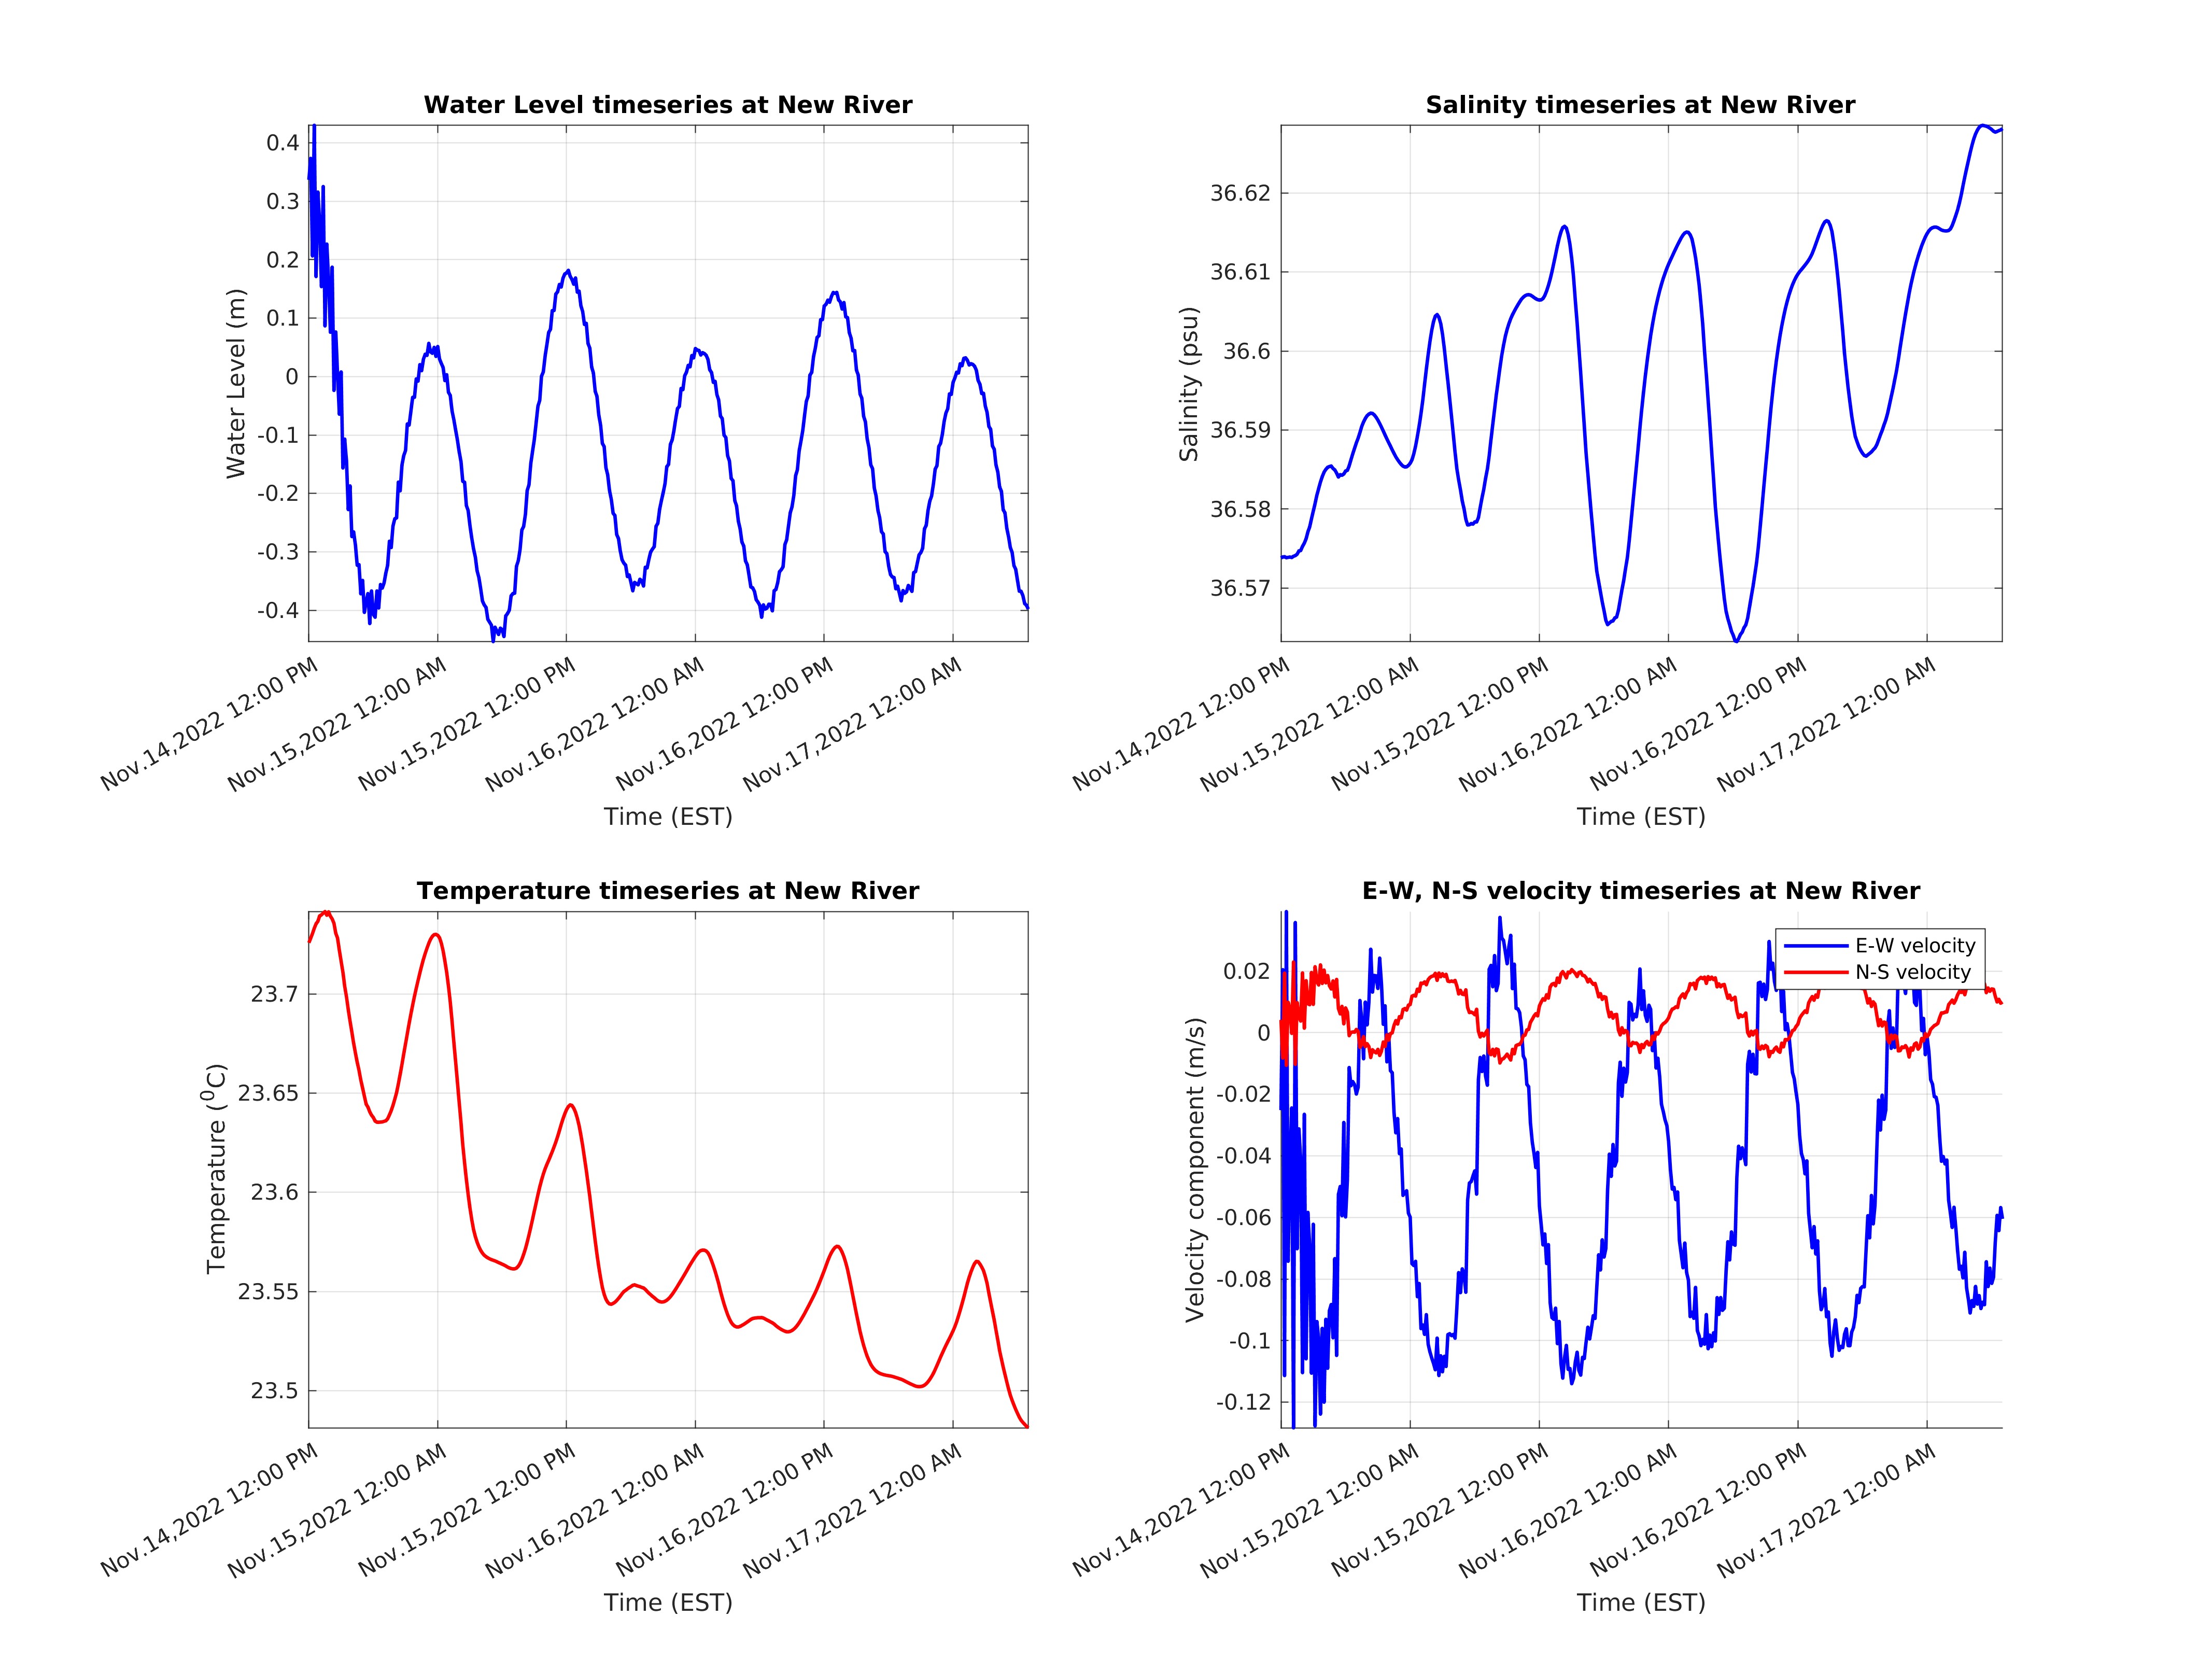 Water Level timeseries at New River
0.4
0.3
0.2
0.1
0
-0.1
-0.2
-0.3
-0.4
Water Level (m)
Nov.14,2022 12:00 PM
Nov.15,2022 12:00 AM
Nov.15,2022 12:00 PM
Nov.16,2022 12:00 AM
Nov.16,2022 12:00 PM
Nov.17,2022 12:00 AM
Time (EST)
Salinity timeseries at New River
36.62
36.61
36.6
36.59
36.58
36.57
Salinity (psu)
Nov.14,2022 12:00 PM
Nov.15,2022 12:00 AM
Nov.15,2022 12:00 PM
Nov.16,2022 12:00 AM
Nov.16,2022 12:00 PM
Nov.17,2022 12:00 AM
Time (EST)
Temperature timeseries at New River
23.7
23.65
23.6
23.55
23.5
Temperature (⁰C)
Nov.14,2022 12:00 PM
Nov.15,2022 12:00 AM
Nov.15,2022 12:00 PM
Nov.16,2022 12:00 AM
Nov.16,2022 12:00 PM
Nov.17,2022 12:00 AM
Time (EST)
E-W, N-S velocity timeseries at New River
E-W velocity
N-S velocity
0.02
0
-0.02
-0.04
-0.06
-0.08
-0.1
-0.12
Velocity component (m/s)
Nov.14,2022 12:00 PM
Nov.15,2022 12:00 AM
Nov.15,2022 12:00 PM
Nov.16,2022 12:00 AM
Nov.16,2022 12:00 PM
Nov.17,2022 12:00 AM
Time (EST)